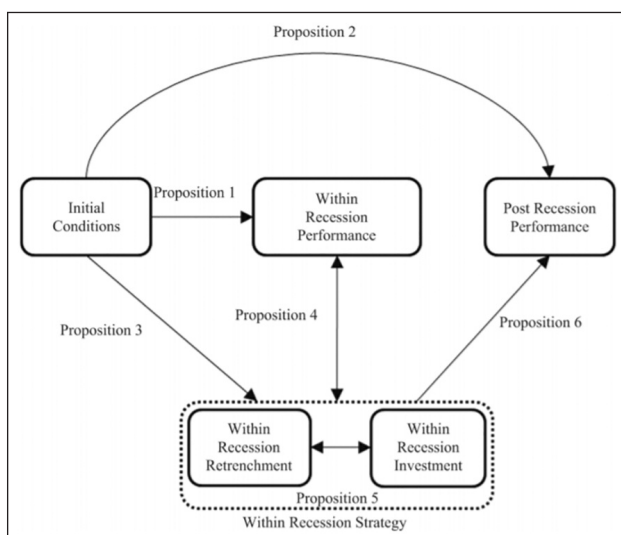 Proposition 2
Initial
Conditions
Proposition 1
Within
Recession
Performance
Post Recession
Performance
Proposition 3
Proposition 4
Proposition 6
Within
Recession
Retrenchment
Within
Recession
Investment
Proposition 5
Within Recession Strategy